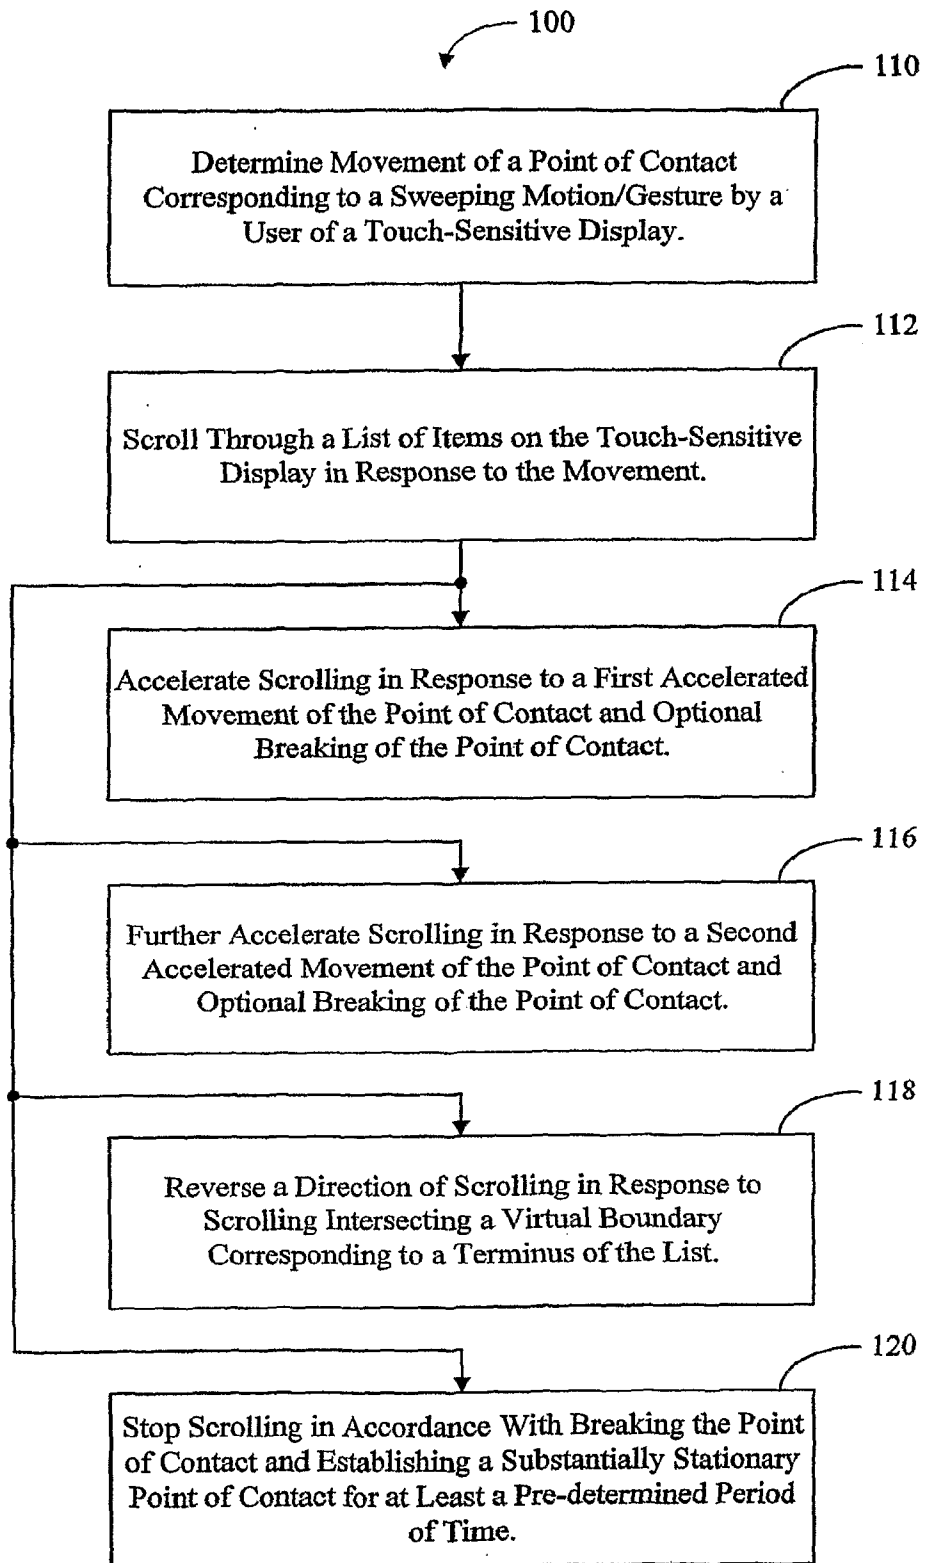 100
110
Determine Movement of a Point of Contact
Corresponding to a Sweeping Motion/Gesture by a
User of a Touch-Sensitive Display.
112
Scroll Through a List of Items on the Touch-Sensitive
Display in Response to the Movement.
114
Accelerate Scrolling in Response to a First Accelerated
Movement of the Point of Contact and Optional
Breaking of the Point of Contact.
116
Further Accelerate Scrolling in Response to a Second
Accelerated Movement of the Point of Contact and
Optional Breaking of the Point of Contact.
118
Reverse a Direction of Scrolling in Response to
Scrolling Intersecting a Virtual Boundary
Corresponding to a Terminus of the List.
120
Stop Scrolling in Accordance With Breaking the Point
of Contact and Establishing a Substantially Stationary
Point of Contact for at Least a Pre-determined Period
of Time.